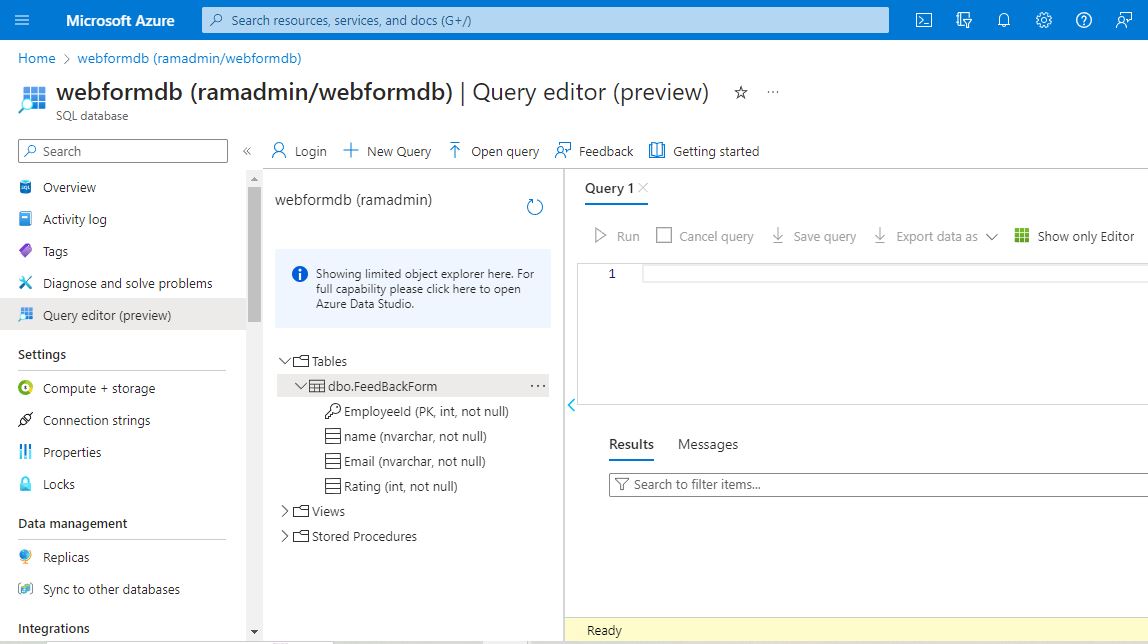 Microsoft Azure
Search resources, services, and docs (G+/)
Home > webformdb (ramadmin/webformdb)
webformdb (ramadmin/webformdb) | Query editor (preview)
SQL database
Search
Login
New Query
Open query
Feedback
Getting started
Overview
Activity log
Tags
Diagnose and solve problems
Query editor (preview)
Settings
Compute + storage
Connection strings
Properties
Locks
Data management
Replicas
Sync to other databases
Integrations
webformdb (ramadmin)
Showing limited object explorer here. For
full capability please click here to open
Azure Data Studio.
Tables
dbo.FeedBackForm
EmployeeId (PK, int, not null)
name (nvarchar, not null)
Email (nvarchar, not null)
Rating (int, not null)
Views
Stored Procedures
Query 1
Run
Cancel query
Save query
Export data as
Show only Editor
1
Results
Messages
Search to filter items...
Ready